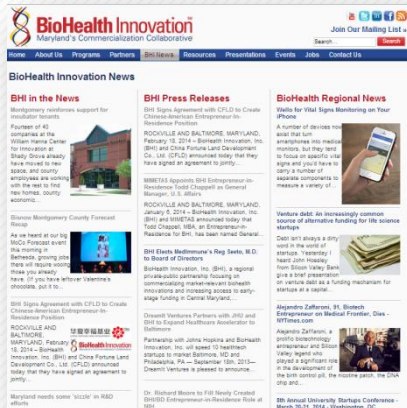 BioHealth Innovation
Maryland's Commercialization Collaborative
Join Our Mailing List »
Search
Search
Home About Us Programs Partners BHI News Resources Presentations Events Jobs Contact Us
BioHealth Innovation News
BHI in the News
Montgomery reinforces support for
incubator tenants
Fourteen of 40
companies at the
William Hanna Center
for Innovation at
Shady Grove already
have moved to new
space, and county
employees are working
with the rest to find
new homes, county
economic...
Bisnow Montgomery County Forecast
Recap
As we heard at our big
MoCo Forecast event
this morning in
Bethesda, growing jobs
there will require wooing
those you already
have. (If you have leftover Valentine's
chocolate, put it to...
BHI Signs Agreement with CFLD to Create
Chinese-American Entrepreneur-in-
Residence Position
ROCKVILLE AND
BALTIMORE,
MARYLAND, February
18, 2014 – BioHealth
Innovation, Inc. (BHI) and China Fortune Land
Development Co., Ltd. (CFLD) announced
today that they have signed an agreement to
jointly...
Maryland needs some 'sizzle' in R&D
efforts
BHI Press Releases
BHI Signs Agreement with CFLD to Create
Chinese-American Entrepreneur-in-
Residence Position
ROCKVILLE AND BALTIMORE, MARYLAND,
February 18, 2014 – BioHealth Innovation, Inc.
(BHI) and China Fortune Land Development
Co., Ltd. (CFLD) announced today that they
have signed an agreement to jointly...
MIMETAS Appoints BHI Entrepreneur-in-
Residence Todd Chappell as General
Manager, U.S. Affairs
ROCKVILLE AND BALTIMORE, MARYLAND,
January 6, 2014 – BioHealth Innovation, Inc.
(BHI) and MIMETAS announced today that
Todd Chappell, MBA, an Entrepreneur-in-
Residence for BHI, has been named General...
BHI Elects MedImmune's Reg Seeto, M.D.
to Board of Directors
BioHealth Innovation, Inc. (BHI), a regional
private-public partnership focusing on
commercializing market-relevant biohealth
innovations and increasing access to early-
stage funding in Central Maryland,...
DreamIt Ventures Partners with JHU and
BHI to Expand Healthcare Accelerator to
Baltimore
Partnership with Johns Hopkins and BioHealth
Innovation, Inc. will speed 10 healthtech
startups to market Baltimore, MD and
Philadelphia, PA — September 18th, 2013—
DreamIt Ventures is pleased to announce...
Dr. Richard Moore to Fill Newly Created
BHI/BD Entrepreneur-in-Residence Role at
BioHealth Regional News
Wello for Vital Signs Monitoring on Your
iPhone
A number of devices now
exist that turn
smartphones into medical
monitors, but they tend
to focus on specific vital
signs and you'd have to
carry a number of
separate components to
measure a variety of...
Venture debt: An increasingly common
source of alternative funding for life science
startups
Debt isn't always a dirty
word in the world of
startups. Yesterday I
heard John Hoesley
from Silicon Valley Bank
give a brief presentation
on venture debt as a funding mechanism for
startups at a capital...
Alejandro Zaffaroni, 91, Biotech
Entrepreneur on Medical Frontier, Dies -
NYTimes.com
Alejandro Zaffaroni, a
prolific biotechnology
entrepreneur and Silicon
Valley legend who
played a significant role
in the development of
the birth control pill, the nicotine patch, the DNA
chip and...
8th Annual University Startups Conference -
March 20-21, 2014 - Washington, DC